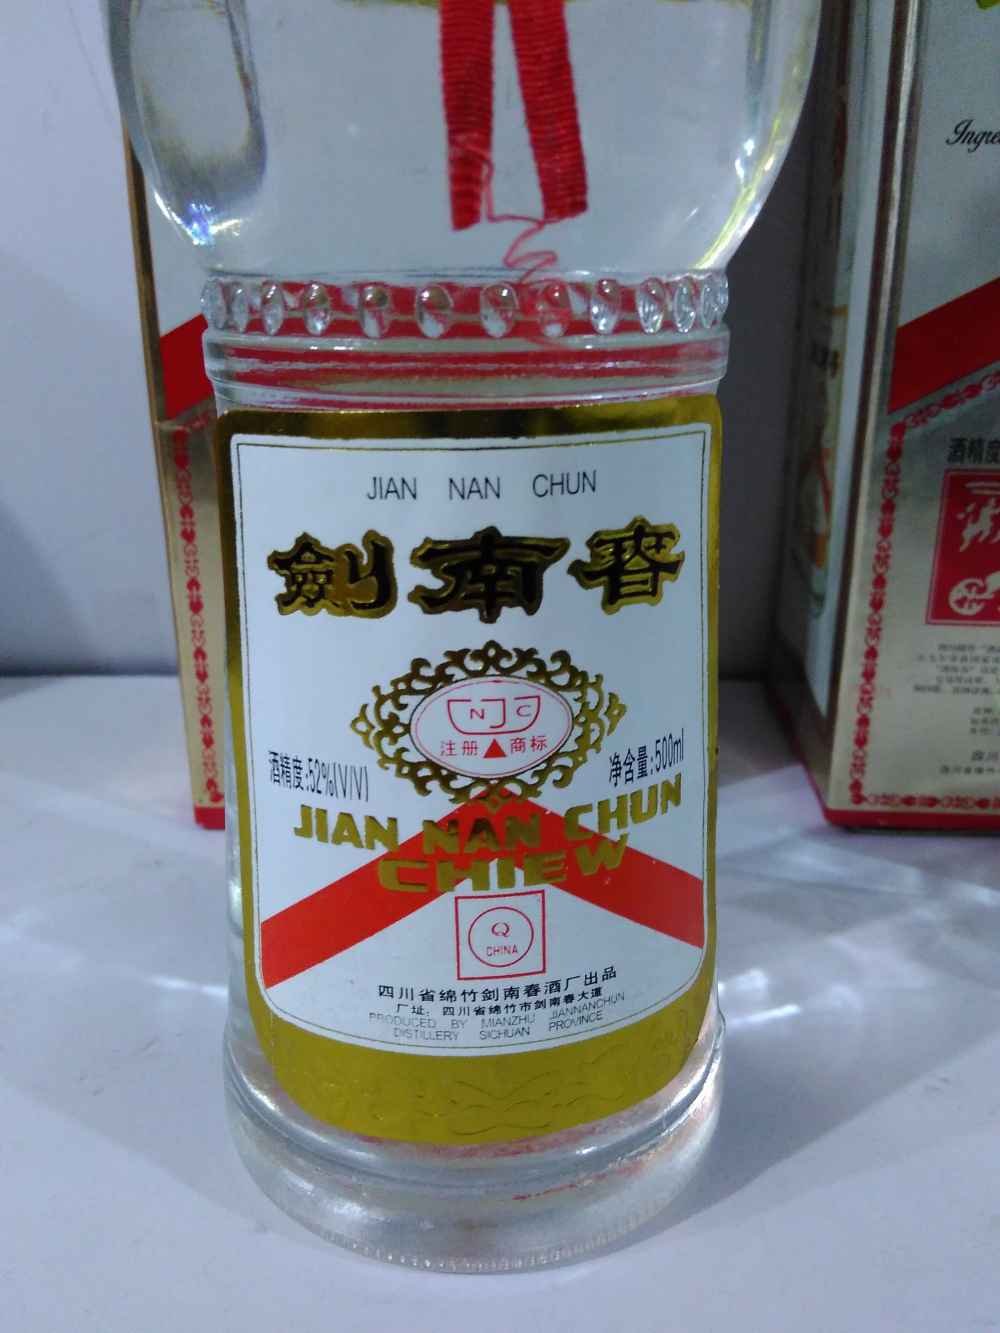 Ingre
JIAN NAN CHUN
劍南春
NJC
注册▲商标
酒精度:52%(V/V)
净含量:500ml
JIAN NAN CHUN
CHIEW
Q
CHINA
四川省绵竹剑南春酒厂出品
厂址:四川省绵竹市剑南春大道
PRODUCED BY MIANZHU JIANNANCHUN
DISTILLERY SICHUAN PROVINCE
酒精度